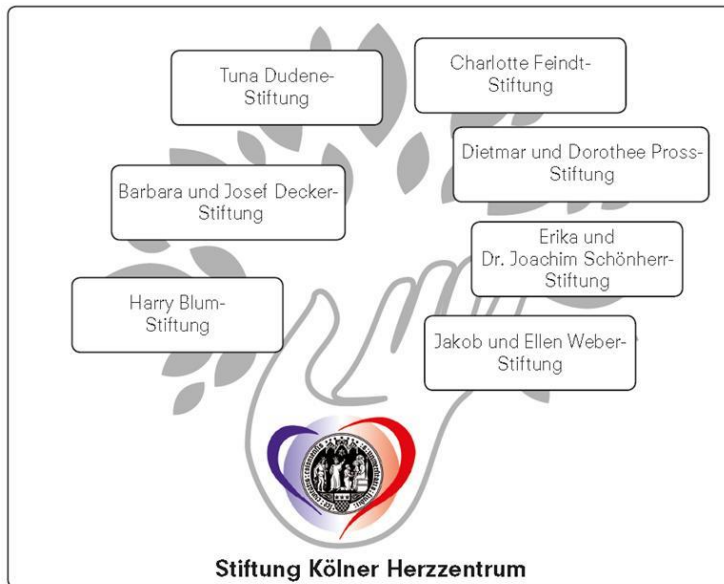 Tuna Dudene-
Stiftung
Charlotte Feindt-
Stiftung
Dietmar und Dorothee Pross-
Stiftung
Barbara und Josef Decker-
Stiftung
Erika und
Dr. Joachim Schönherr-
Stiftung
Harry Blum-
Stiftung
Jakob und Ellen Weber-
Stiftung
Stiftung Kölner Herzzentrum